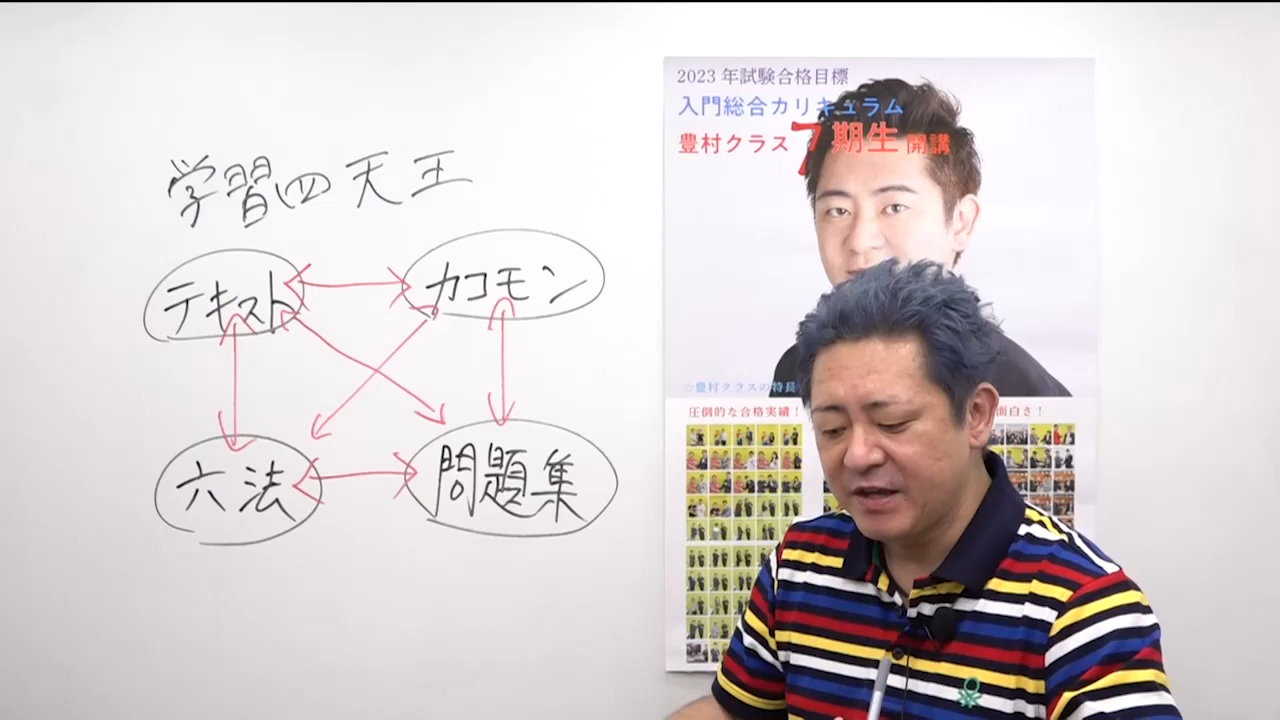 学習四天王
テキスト
カコモン
六法
問題集
2023年試験合格目標
入門総合カリキュラム
豊村クラス7期生開講
☆豊村クラスの特長
圧倒的な合格実績！
面白さ！